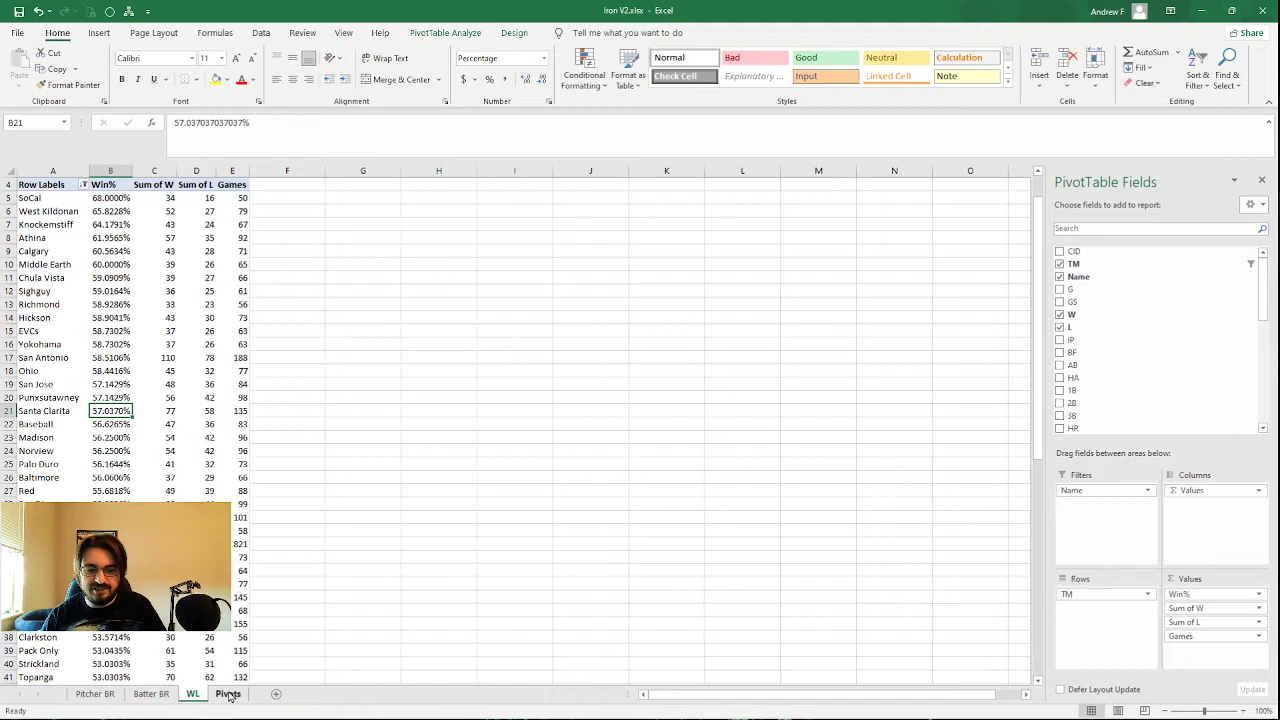 Iron V2.xlsx - Excel
Andrew F
File Home Insert Page Layout Formulas Data Review View Help PivotTable Analyze Design Tell me what you want to do Share
Paste Cut Copy Format Painter Clipboard
Calibri 11 B I U A Font
Wrap Text Merge & Center Alignment
Percentage $ % Number
Conditional Formatting Format as Table
Normal Bad Good Neutral Calculation
Check Cell Explanatory ... Input Linked Cell Note
Styles
Insert Delete Format Cells
AutoSum Fill Clear Sort & Filter Find & Select Editing
B21 fx 57.037037037037%
A B C D E F G H I J K L M N O
4 Row Labels Win% Sum of W Sum of L Games
5 SoCal 68.0000% 34 16 50
6 West Kildonan 65.8228% 52 27 79
7 Knockemstiff 64.1791% 43 24 67
8 Athina 61.9565% 57 35 92
9 Calgary 60.5634% 43 28 71
10 Middle Earth 60.0000% 39 26 65
11 Chula Vista 59.0909% 39 27 66
12 Sighguy 59.0164% 36 25 61
13 Richmond 58.9286% 33 23 56
14 Hickson 58.9041% 43 30 73
15 EVCs 58.7302% 37 26 63
16 Yokohama 58.7302% 37 26 63
17 San Antonio 58.5106% 110 78 188
18 Ohio 58.4416% 45 32 77
19 San Jose 57.1429% 48 36 84
20 Punxsutawney 57.1429% 56 42 98
21 Santa Clarita 57.0370% 77 58 135
22 Baseball 56.6265% 47 36 83
23 Madison 56.2500% 54 42 96
24 Norview 56.2500% 54 42 96
25 Palo Duro 56.1644% 41 32 73
26 Baltimore 56.0606% 37 29 66
27 Red 55.6818% 49 39 88
99
101
58
821
73
64
77
145
68
155
38 Clarkston 53.5714% 30 26 56
39 Pack Only 53.0435% 61 54 115
40 Strickland 53.0303% 35 31 66
41 Topanga 53.0303% 70 62 132
Pitcher BR Batter BR WL Pivots
Ready
100%
PivotTable Fields
Choose fields to add to report:
Search
CID
TM
Name
G
GS
W
L
IP
BF
AB
HA
1B
2B
3B
HR
Drag fields between areas below:
Filters
Name
Columns
Σ Values
Rows
TM
Σ Values
Win%
Sum of W
Sum of L
Games
Defer Layout Update Update